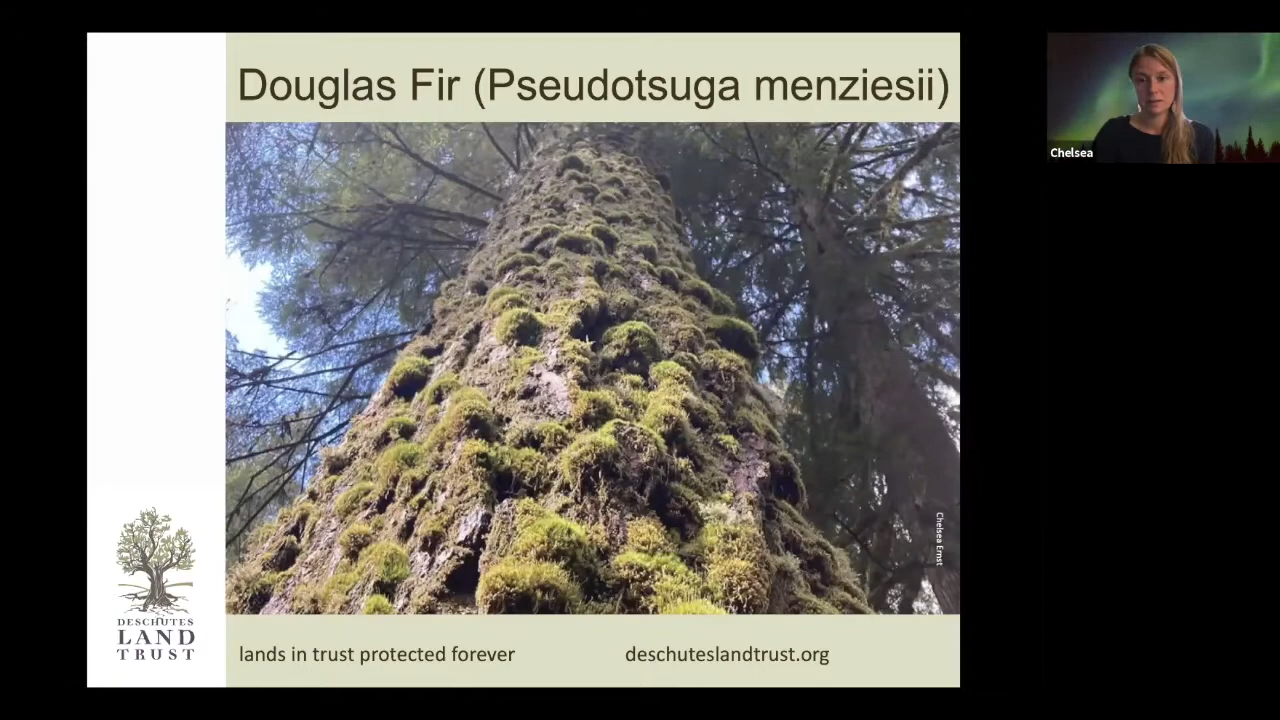 Douglas Fir (Pseudotsuga menziesii)
Chelsea
Chelsea Ernst
DESCHUTES
LAND
TRUST
lands in trust protected forever
deschuteslandtrust.org